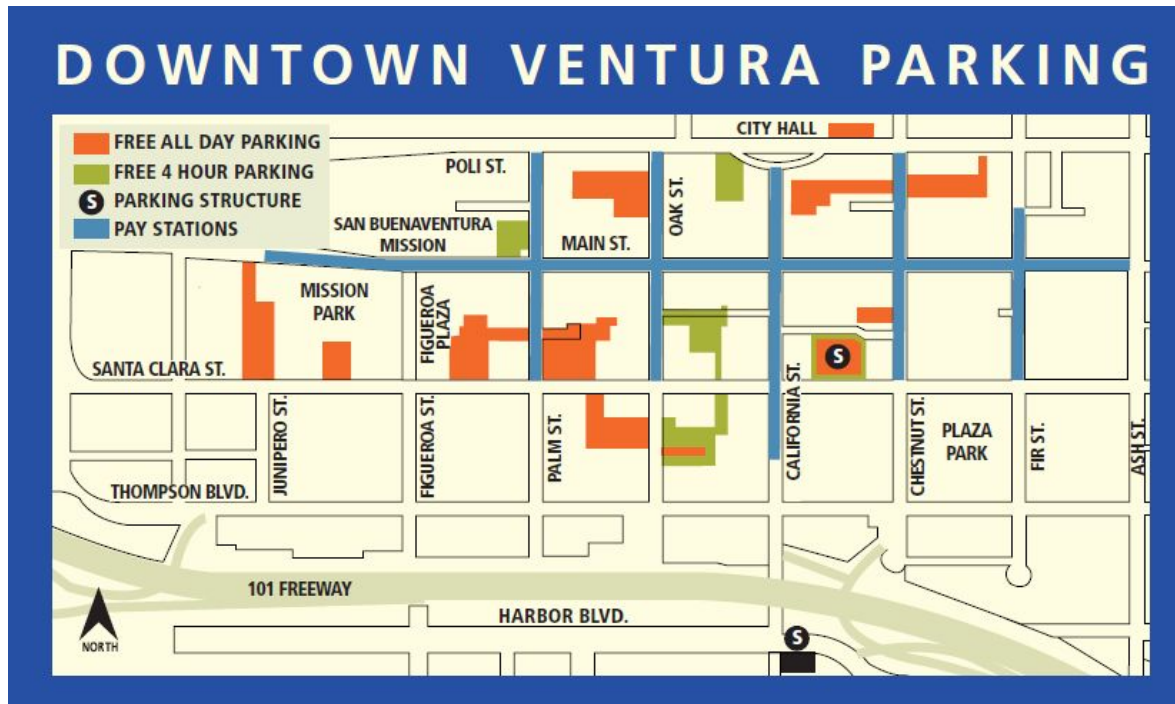 DOWNTOWN VENTURA PARKING
FREE ALL DAY PARKING
FREE 4 HOUR PARKING
S PARKING STRUCTURE
PAY STATIONS
CITY HALL
POLI ST.
OAK ST.
SAN BUENAVENTURA
MISSION
MAIN ST.
MISSION
PARK
FIGUEROA
PLAZA
S
SANTA CLARA ST.
JUNIPERO ST.
FIGUEROA ST.
PALM ST.
CALIFORNIA ST.
CHESTNUT ST.
PLAZA
PARK
FIR ST.
ASH ST.
THOMPSON BLVD.
101 FREEWAY
HARBOR BLVD.
S
NORTH